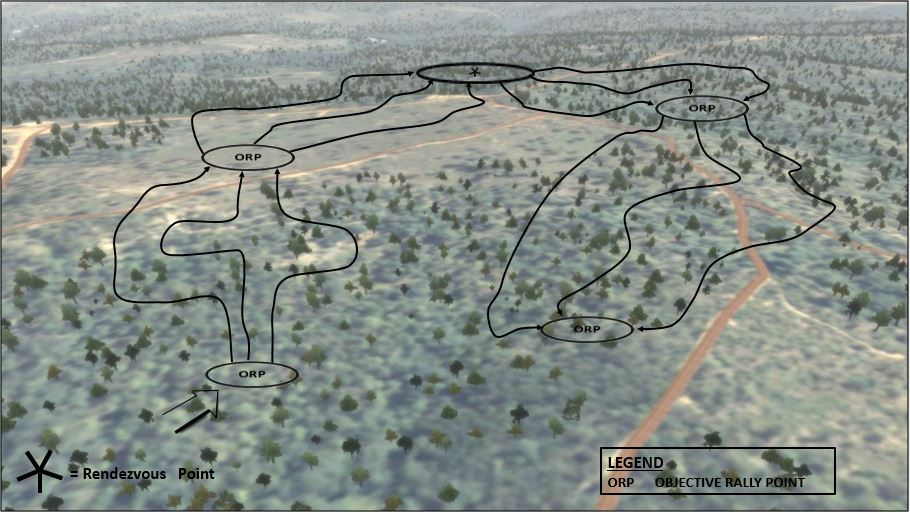 ORP
ORP
ORP
ORP
= Rendezvous Point
LEGEND
ORP OBJECTIVE RALLY POINT